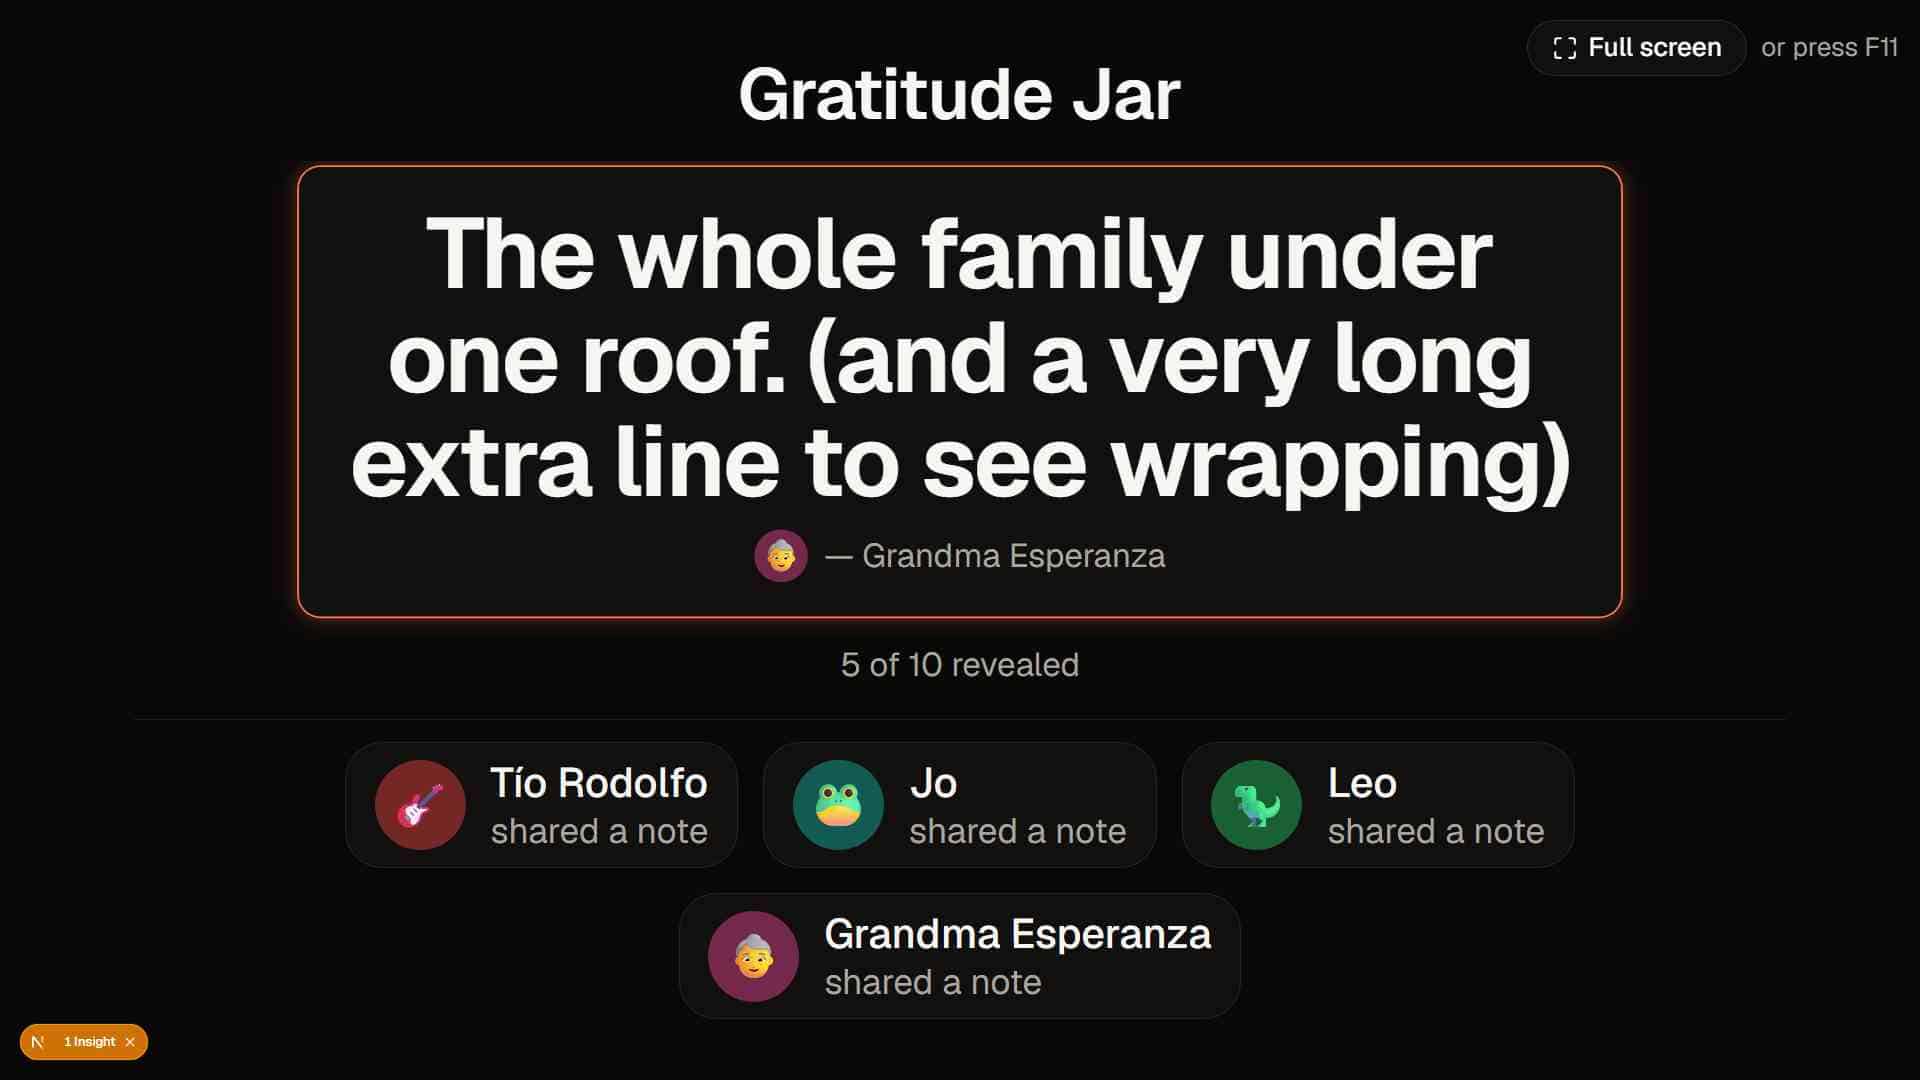 Full screen or press F11
Gratitude Jar
The whole family under
one roof. (and a very long
extra line to see wrapping)
— Grandma Esperanza
5 of 10 revealed
Tío Rodolfo
shared a note
Jo
shared a note
Leo
shared a note
Grandma Esperanza
shared a note
N 1 Insight ×